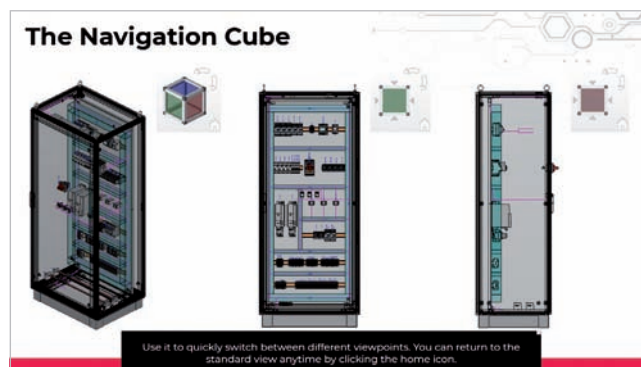 The Navigation Cube
Use it to quickly switch between different viewpoints. You can return to the
standard view anytime by clicking the home icon.